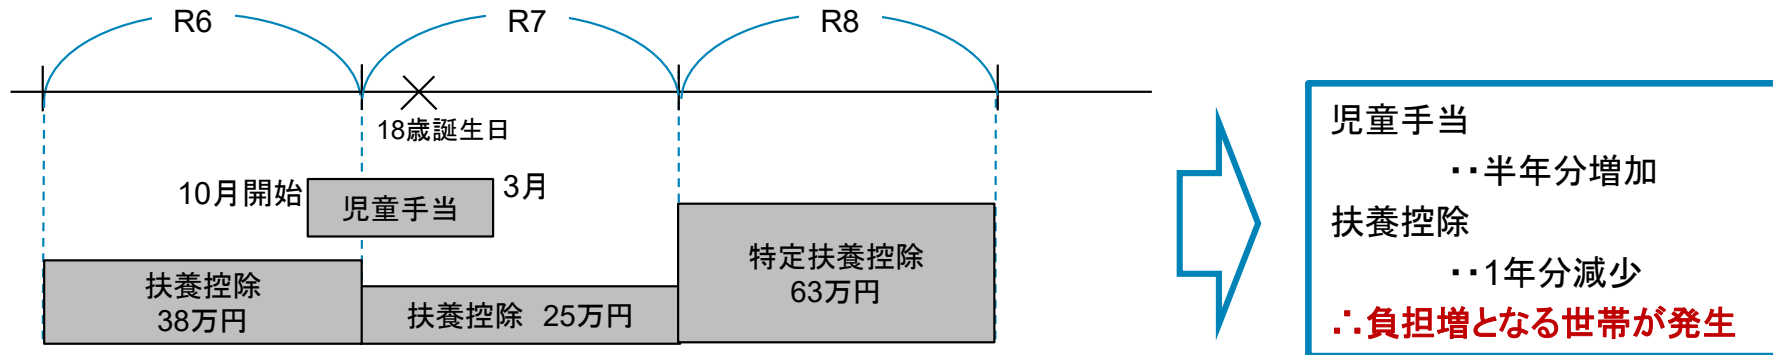 R6
R7
R8
18歳誕生日
10月開始
児童手当
3月
扶養控除
38万円
扶養控除 25万円
特定扶養控除
63万円
児童手当
・・半年分増加
扶養控除
・・1年分減少
∴負担増となる世帯が発生